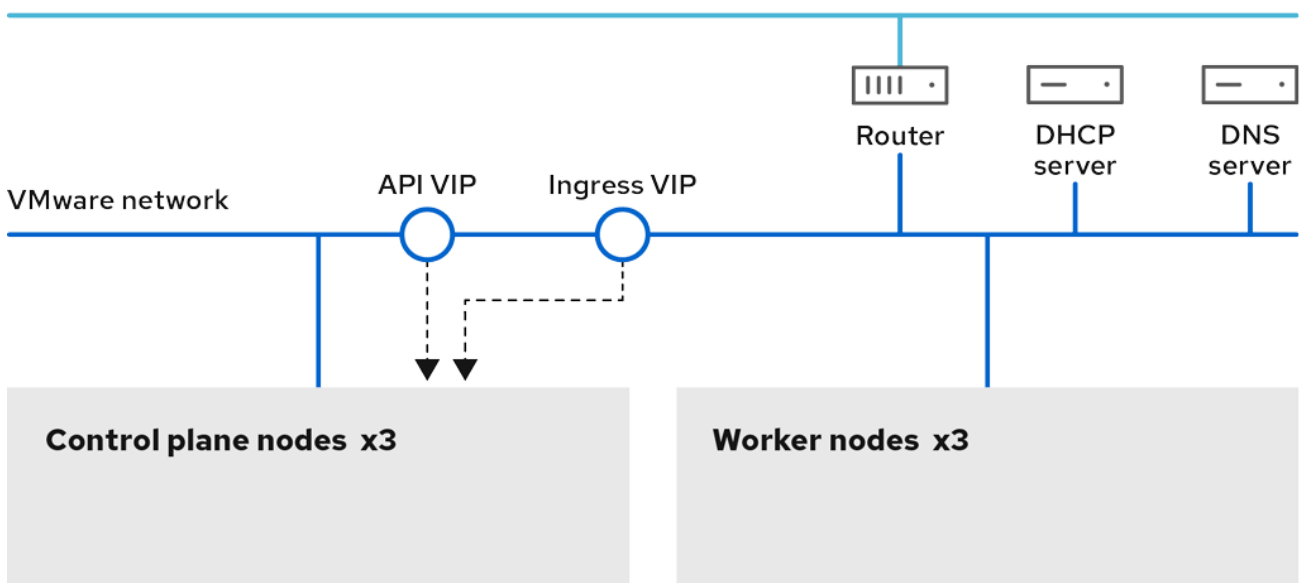 Router
DHCP
server
DNS
server
API VIP
Ingress VIP
VMware network
Control plane nodes x3
Worker nodes x3